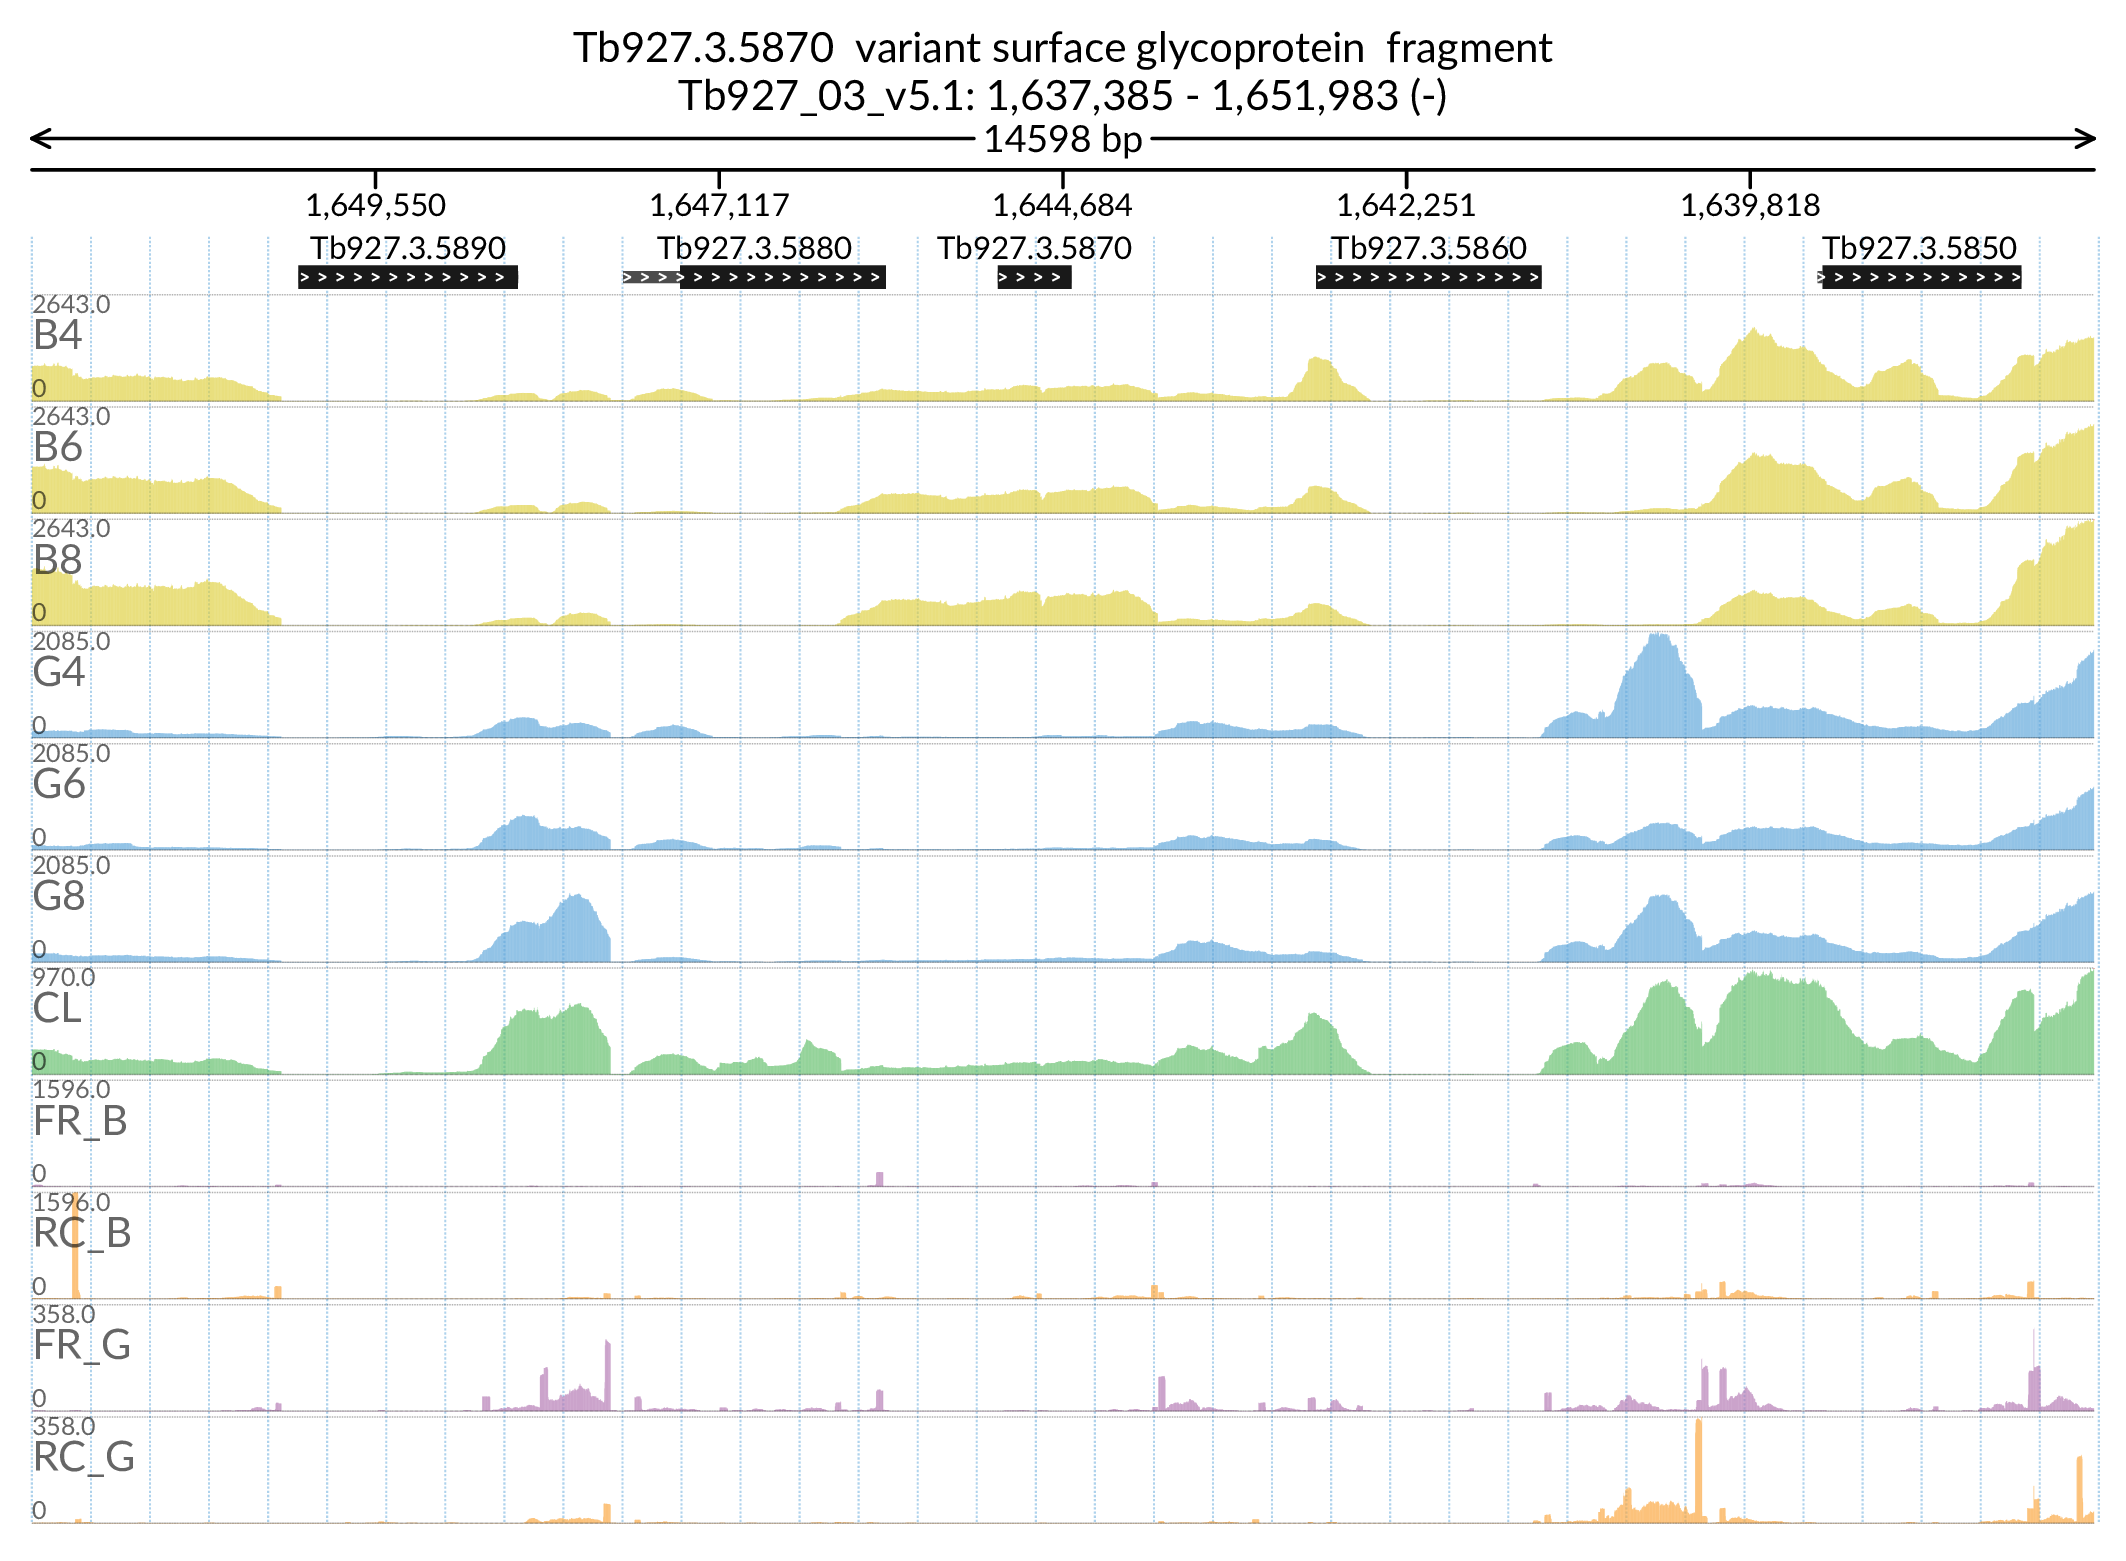 Tb927.3.5870 variant surface glycoprotein fragment
Tb927_03_v5.1: 1,637,385 - 1,651,983 (-)
14598 bp
1,649,550 1,647,117 1,644,684 1,642,251 1,639,818
Tb927.3.5890 Tb927.3.5880 Tb927.3.5870 Tb927.3.5860 Tb927.3.5850
2643.0
B4
0
2643.0
B6
0
2643.0
B8
0
2085.0
G4
0
2085.0
G6
0
2085.0
G8
0
970.0
CL
0
1596.0
FR_B
0
1596.0
RC_B
0
358.0
FR_G
0
358.0
RC_G
0